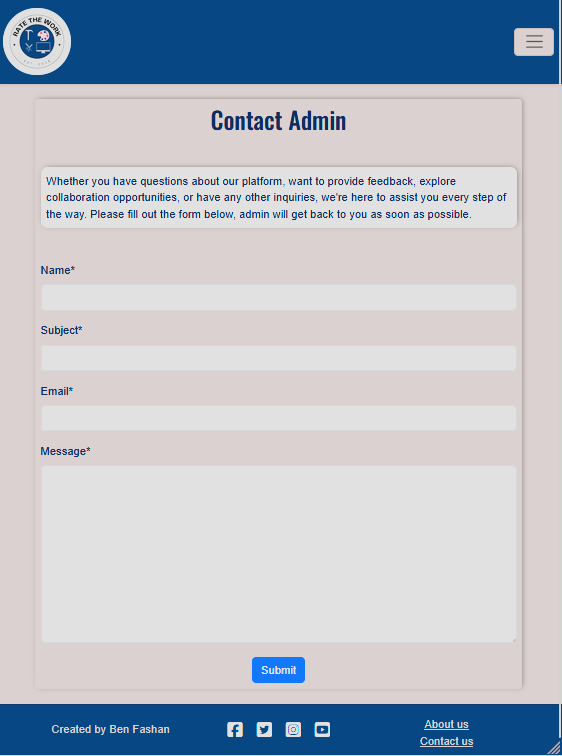 RATE THE WORK
Contact Admin
Whether you have questions about our platform, want to provide feedback, explore
collaboration opportunities, or have any other inquiries, we're here to assist you every step of
the way. Please fill out the form below, admin will get back to you as soon as possible.
Name*
Subject*
Email*
Message*
Submit
Created by Ben Fashan
About us
Contact us